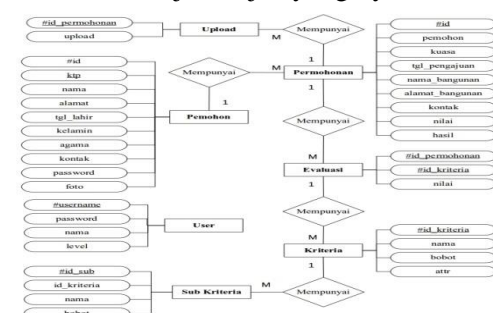 #id_permohonan
upload
Upload
M
Mempunyai
1
#id
pemohon
kuasa
tgl_pengajuan
nama_bangunan
alamat_bangunan
kontak
nilai
hasil
Permohonan
M
Mempunyai
1
Pemohon
#id
ktp
nama
alamat
tgl_lahir
kelamin
agama
kontak
password
foto
1
Mempunyai
M
Evaluasi
#id_permohonan
#id_kriteria
nilai
1
Mempunyai
M
Kriteria
#id_kriteria
nama
bobot
attr
#username
password
nama
level
User
1
Mempunyai
M
Sub Kriteria
#id_sub
id_kriteria
nama
bobot